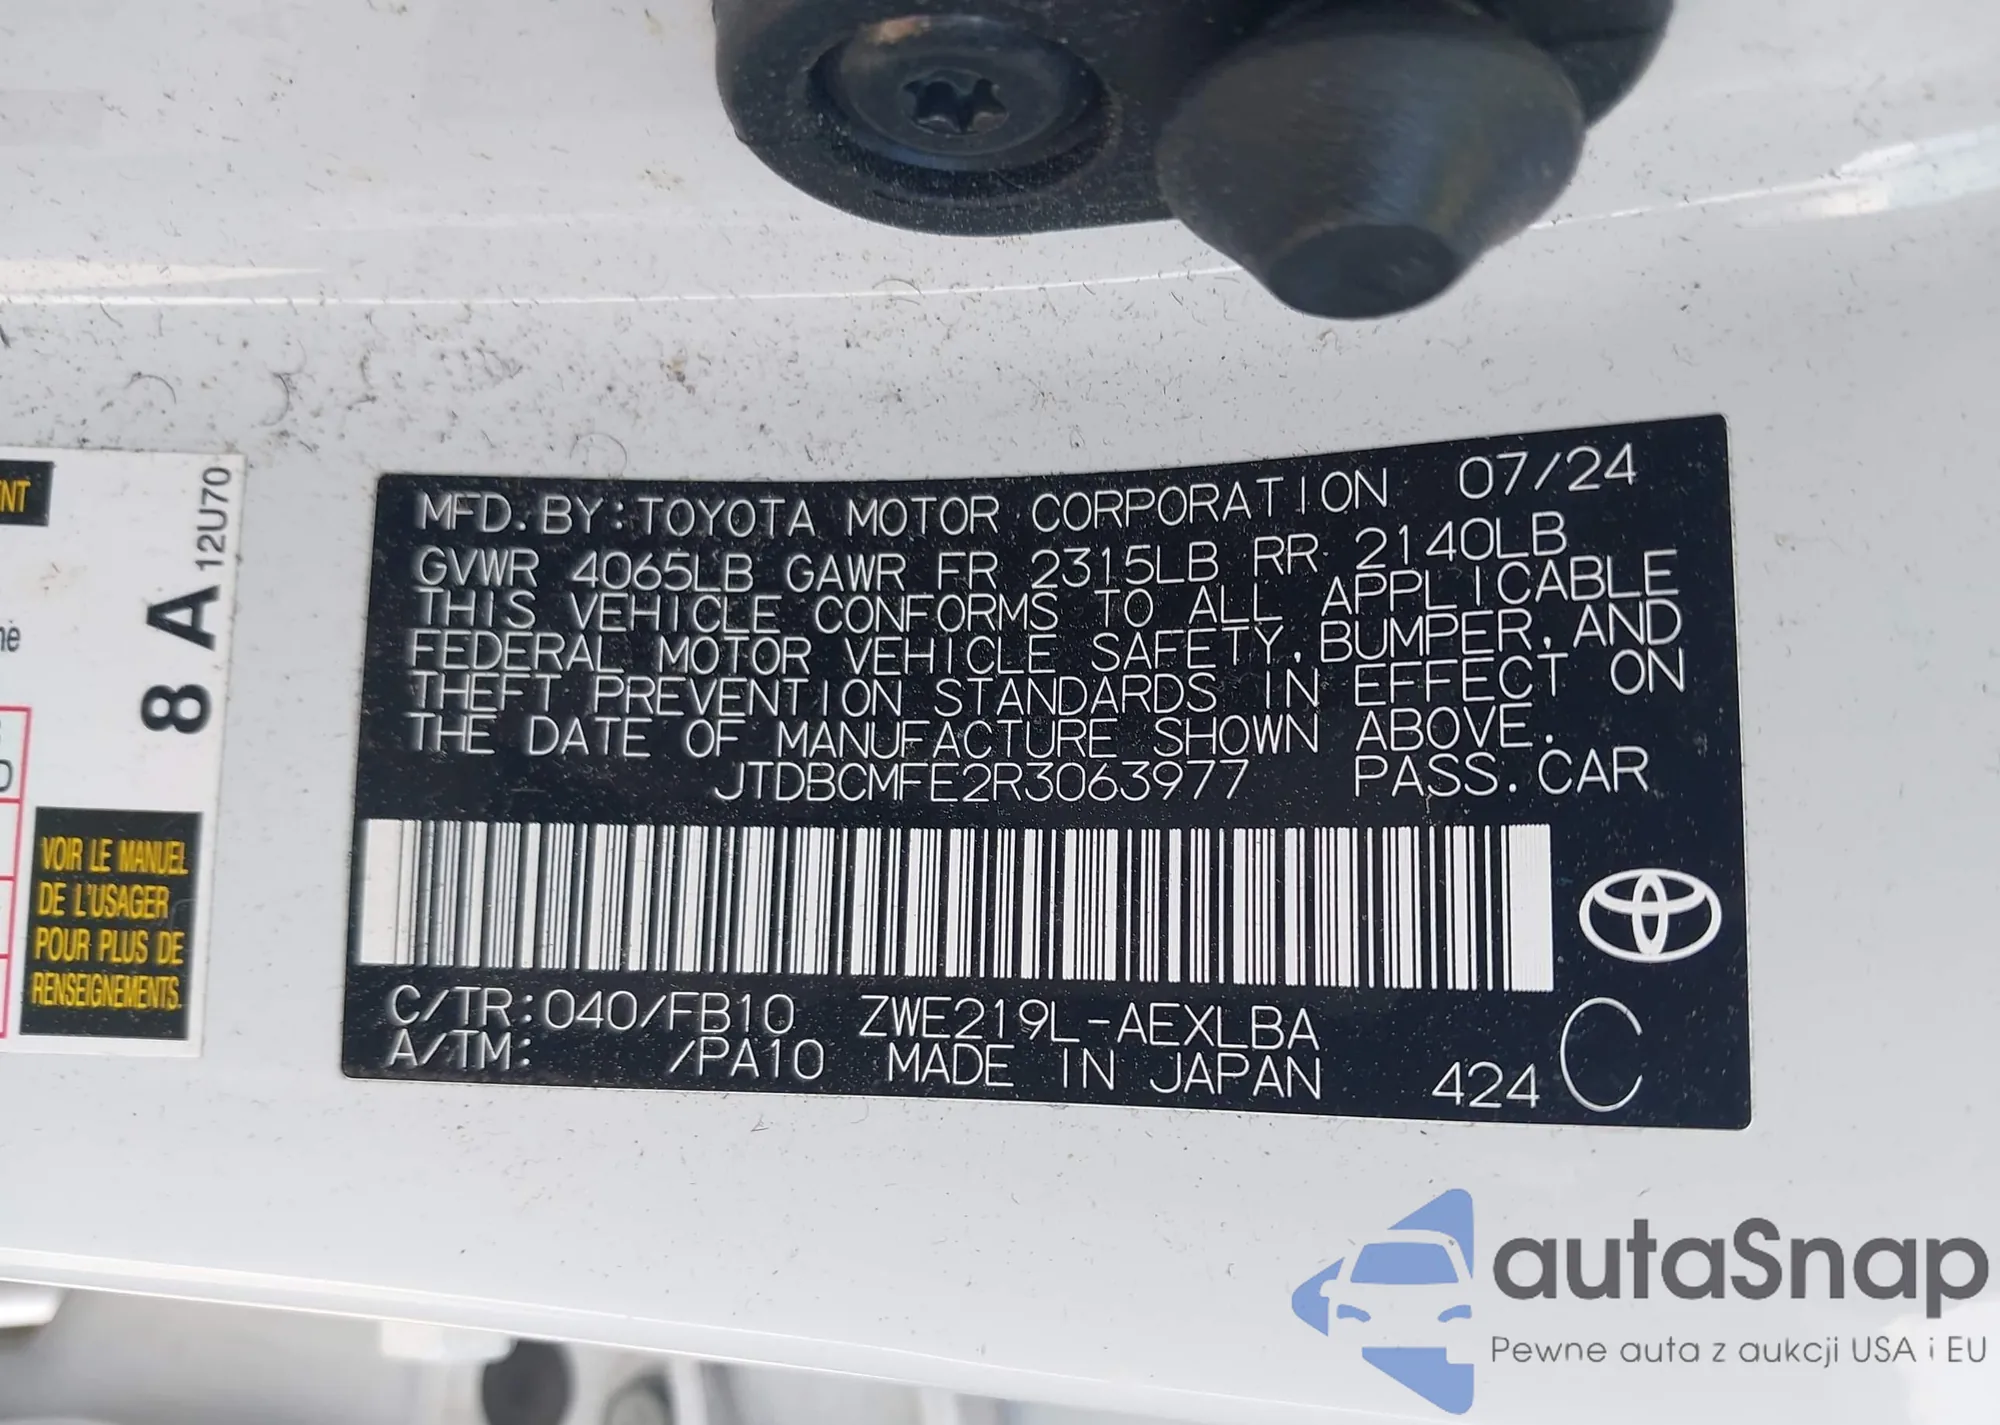 NT
nè
D
8 A 12U70
VOIR LE MANUEL
DE L'USAGER
POUR PLUS DE
RENSEIGNEMENTS.
MFD. BY: TOYOTA MOTOR CORPORATION 07/24
GVWR 4065LB GAWR FR 2315LB RR 2140LB
THIS VEHICLE CONFORMS TO ALL APPLICABLE
FEDERAL MOTOR VEHICLE SAFETY, BUMPER, AND
THEFT PREVENTION STANDARDS IN EFFECT ON
THE DATE OF MANUFACTURE SHOWN ABOVE.
JTDBCMFE2R3063977 PASS. CAR
C/TR: 040/FB10 ZWE219L-AEXLBA
A/TM: /PA10 MADE IN JAPAN 424 C
autaSnap
Pewne auta z aukcji USA i EU